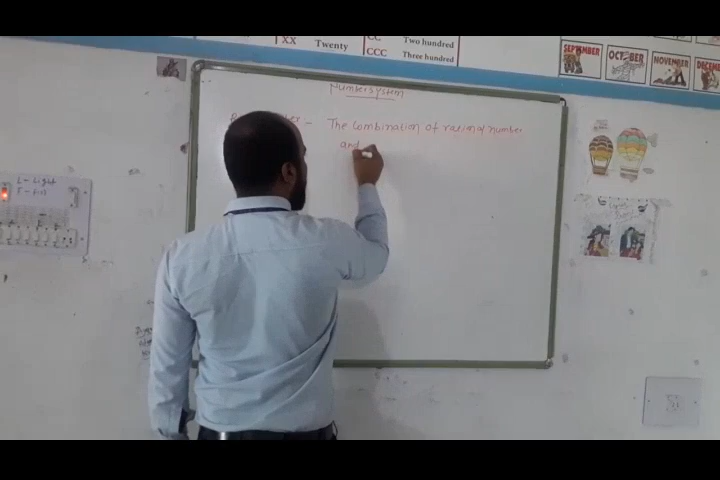 XX Twenty
CC Two hundred
CCC Three hundred
SEPTEMBER
OCTOBER
NOVEMBER
DECEM
Number system
The combination of rational number
and
L- Light
F- Fan